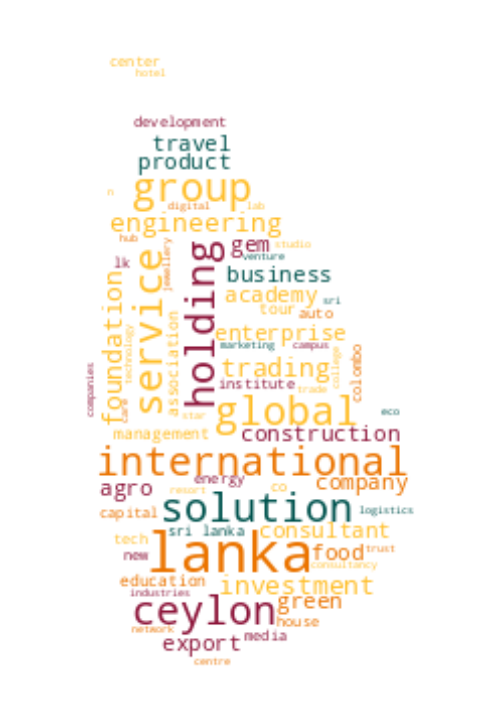 center
hotel
development
travel
product
group
n
digital
lab
engineering
hub
gem
studio
venture
lk
jewellery
business
holding
service
foundation
academy
sri
tour
auto
technology
association
enterprise
marketing
campus
trading
college
colombo
institute
trade
companies
care
star
global
eco
management
construction
international
energy
company
agro
resort
co
solution
capital
logistics
sri lanka
consultant
tech
lanka
new
food
trust
consultancy
education
investment
industries
ceylon
green
house
network
media
export
centre